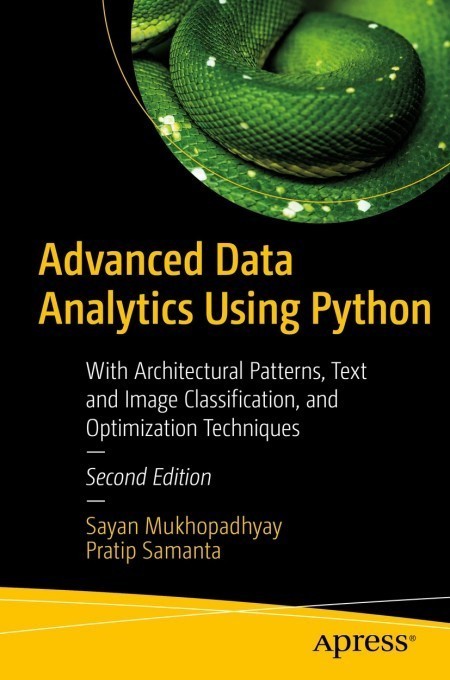 Advanced Data
Analytics Using Python
With Architectural Patterns, Text
and Image Classification, and
Optimization Techniques
—
Second Edition
—
Sayan Mukhopadhyay
Pratip Samanta
Apress®